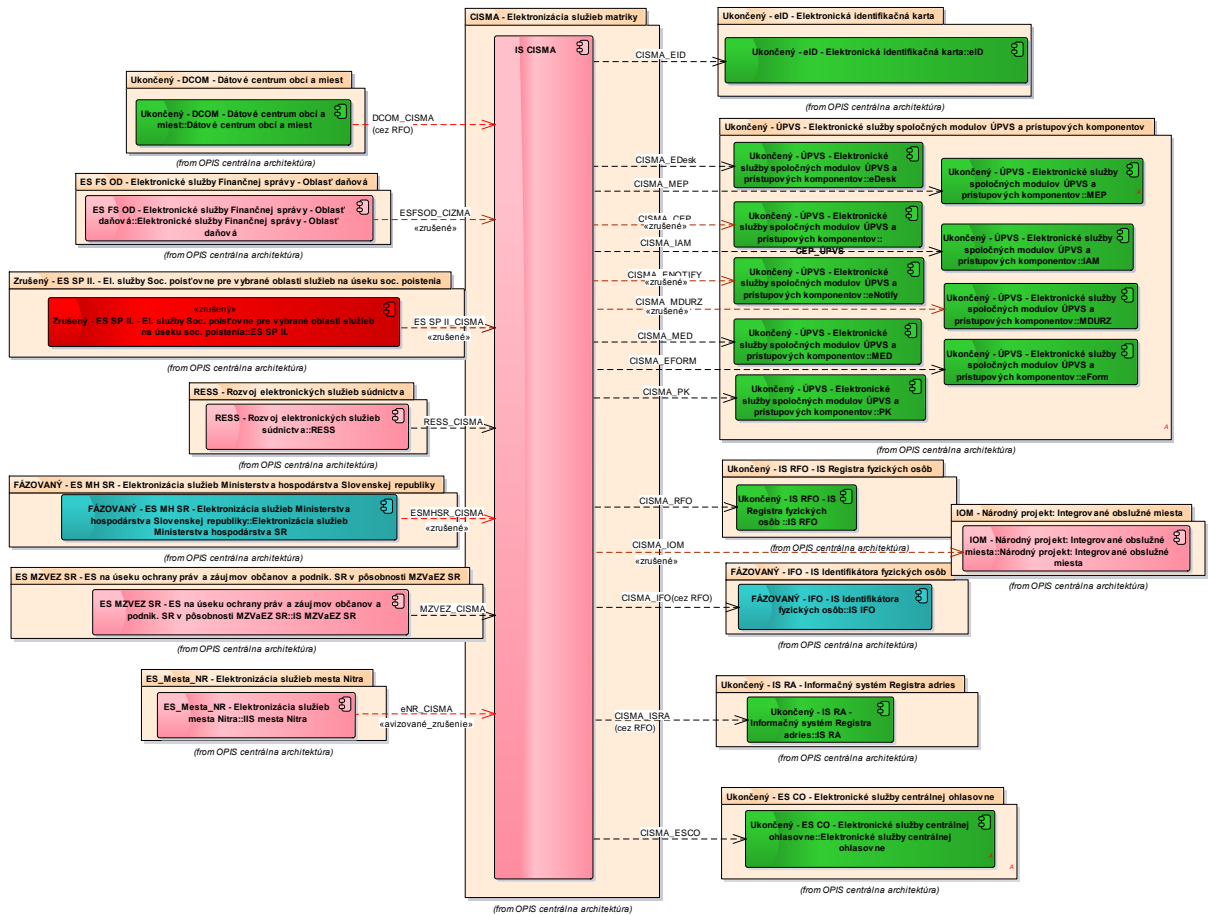 CISMA - Elektronizácia služieb matriky
IS CISMA
(from OPIS centrálna architektúra)
Ukončený - DCOM - Dátové centrum obcí a miest
Ukončený - DCOM - Dátové centrum obcí a
miest::Dátové centrum obcí a miest
(from OPIS centrálna architektúra)
DCOM_CISMA
(cez RFO)
ES FS OD - Elektronické služby Finančnej správy - Oblasť daňová
ES FS OD - Elektronické služby Finančnej správy - Oblasť
daňová::Elektronické služby Finančnej správy - Oblasť
daňová
(from OPIS centrálna architektúra)
ESFSOD_CIZMA
«zrušené»
Zrušený - ES SP II. - El. služby Soc. poisťovne pre vybrané oblasti služieb na úseku soc. poistenia
«zrušený»
Zrušený - ES SP II. - El. služby Soc. poisťovne pre vybrané oblasti služieb
na úseku soc. poistenia::ES SP II.
(from OPIS centrálna architektúra)
ES SP II_CISMA
«zrušené»
RESS - Rozvoj elektronických služieb súdnictva
RESS - Rozvoj elektronických služieb
súdnictva::RESS
(from OPIS centrálna architektúra)
RESS_CISMA
FÁZOVANÝ - ES MH SR - Elektronizácia služieb Ministerstva hospodárstva Slovenskej republiky
FÁZOVANÝ - ES MH SR - Elektronizácia služieb Ministerstva
hospodárstva Slovenskej republiky::Elektronizácia služieb
Ministerstva hospodárstva SR
(from OPIS centrálna architektúra)
ESMHSR_CISMA
«zrušené»
ES MZVEZ SR - ES na úseku ochrany práv a záujmov občanov a podnik. SR v pôsobnosti MZVaEZ SR
ES MZVEZ SR - ES na úseku ochrany práv a záujmov občanov a
podnik. SR v pôsobnosti MZVaEZ SR::IS MZVaEZ SR
(from OPIS centrálna architektúra)
MZVEZ_CISMA
ES_Mesta_NR - Elektronizácia služieb mesta Nitra
ES_Mesta_NR - Elektronizácia služieb
mesta Nitra::IIS mesta Nitra
(from OPIS centrálna architektúra)
eNR_CISMA
«avizované_zrušenie»
CISMA_EID
Ukončený - eID - Elektronická identifikačná karta
Ukončený - eID - Elektronická identifikačná karta::eID
(from OPIS centrálna architektúra)
Ukončený - ÚPVS - Elektronické služby spoločných modulov ÚPVS a prístupových komponentov
CISMA_EDesk
Ukončený - ÚPVS - Elektronické
služby spoločných modulov ÚPVS a
prístupových komponentov::eDesk
CISMA_MEP
Ukončený - ÚPVS - Elektronické služby
spoločných modulov ÚPVS a
prístupových komponentov::MEP
A
CISMA_CEP
«zrušené»
Ukončený - ÚPVS - Elektronické
služby spoločných modulov ÚPVS a
prístupových komponentov::
CEP_ÚPVS
CISMA_IAM
Ukončený - ÚPVS - Elektronické služby
spoločných modulov ÚPVS a
prístupových komponentov::IAM
CISMA_ENOTIFY
«zrušené»
Ukončený - ÚPVS - Elektronické
služby spoločných modulov ÚPVS a
prístupových komponentov::eNotify
CISMA_MDURZ
«zrušené»
Ukončený - ÚPVS - Elektronické služby
spoločných modulov ÚPVS a
prístupových komponentov::MDURZ
CISMA_MED
Ukončený - ÚPVS - Elektronické
služby spoločných modulov ÚPVS a
prístupových komponentov::MED
CISMA_EFORM
Ukončený - ÚPVS - Elektronické služby
spoločných modulov ÚPVS a
prístupových komponentov::eForm
CISMA_PK
Ukončený - ÚPVS - Elektronické
služby spoločných modulov ÚPVS a
prístupových komponentov::PK
A
(from OPIS centrálna architektúra)
CISMA_RFO
Ukončený - IS RFO - IS Registra fyzických osôb
Ukončený - IS RFO - IS
Registra fyzických
osôb ::IS RFO
(from OPIS centrálna architektúra)
CISMA_IOM
«zrušené»
IOM - Národný projekt: Integrované obslužné miesta
IOM - Národný projekt: Integrované obslužné
miesta::Národný projekt: Integrované obslužné
miesta
(from OPIS centrálna architektúra)
CISMA_IFO(cez RFO)
FÁZOVANÝ - IFO - IS Identifikátora fyzických osôb
FÁZOVANÝ - IFO - IS Identifikátora
fyzických osôb::IS IFO
(from OPIS centrálna architektúra)
CISMA_ISRA
(cez RFO)
Ukončený - IS RA - Informačný systém Registra adries
Ukončený - IS RA -
Informačný systém Registra
adries::IS RA
(from OPIS centrálna architektúra)
CISMA_ESCO
Ukončený - ES CO - Elektronické služby centrálnej ohlasovne
Ukončený - ES CO - Elektronické služby centrálnej
ohlasovne::Elektronické služby centrálnej
ohlasovne
A
A
(from OPIS centrálna architektúra)